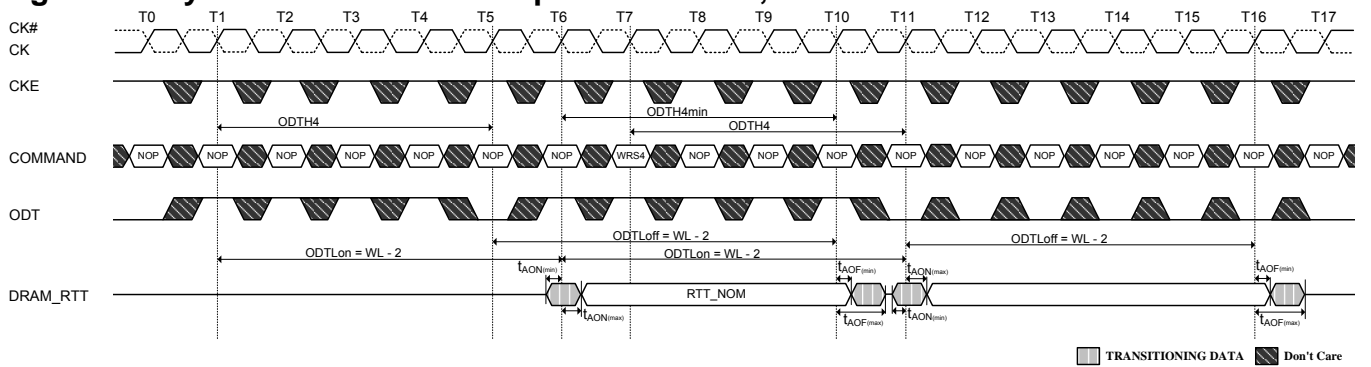 T0 T1 T2 T3 T4 T5 T6 T7 T8 T9 T10 T11 T12 T13 T14 T15 T16 T17
CK#
CK
CKE
ODTH4 ODTH4min
ODTH4
COMMAND NOP NOP NOP NOP NOP NOP NOP WRS4 NOP NOP NOP NOP NOP NOP NOP NOP NOP NOP
ODT
ODTLoff = WL - 2 ODTLoff = WL - 2
ODTLon = WL - 2 ODTLon = WL - 2
tAON(min) tAOF(min) tAON(max) tAOF(min)
DRAM_RTT RTT_NOM
tAON(max) tAOF(max) tAON(min) tAOF(max)
TRANSITIONING DATA Don't Care